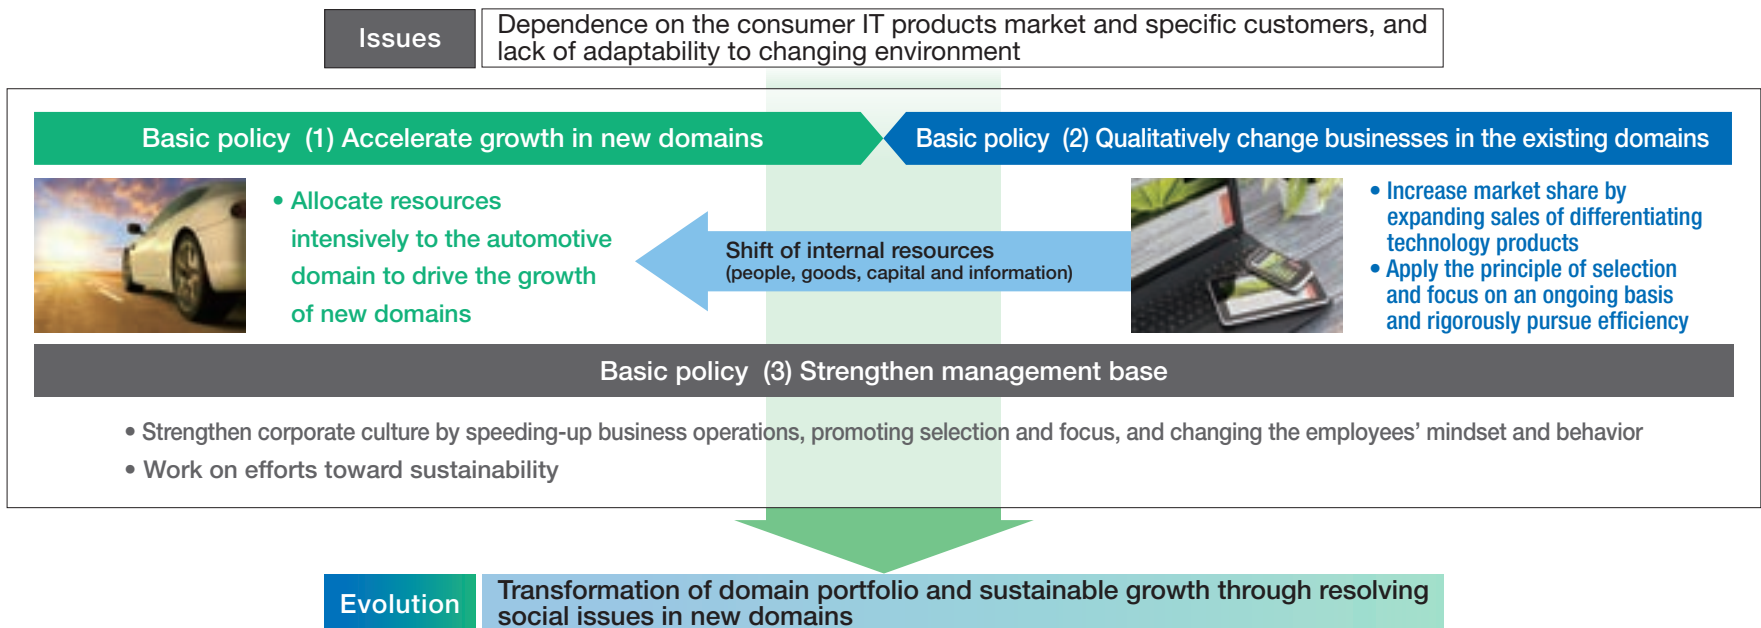 Issues
Dependence on the consumer IT products market and specific customers, and
lack of adaptability to changing environment
Basic policy (1) Accelerate growth in new domains
Basic policy (2) Qualitatively change businesses in the existing domains
• Allocate resources
intensively to the automotive
domain to drive the growth
of new domains
Shift of internal resources
(people, goods, capital and information)
• Increase market share by
expanding sales of differentiating
technology products
• Apply the principle of selection
and focus on an ongoing basis
and rigorously pursue efficiency
Basic policy (3) Strengthen management base
• Strengthen corporate culture by speeding-up business operations, promoting selection and focus, and changing the employees’ mindset and behavior
• Work on efforts toward sustainability
Evolution
Transformation of domain portfolio and sustainable growth through resolving
social issues in new domains